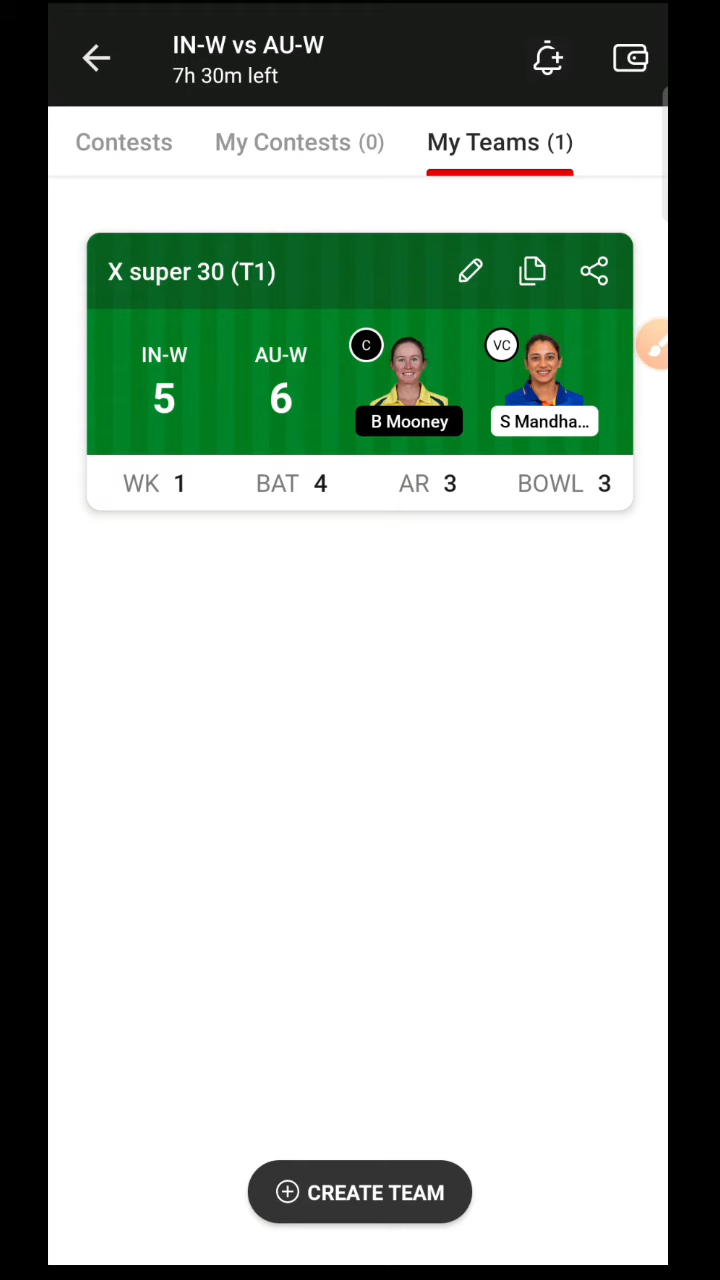 IN-W vs AU-W
7h 30m left
Contests My Contests (0) My Teams (1)
X super 30 (T1)
IN-W AU-W C VC
5 6
B Mooney S Mandha...
WK 1 BAT 4 AR 3 BOWL 3
CREATE TEAM